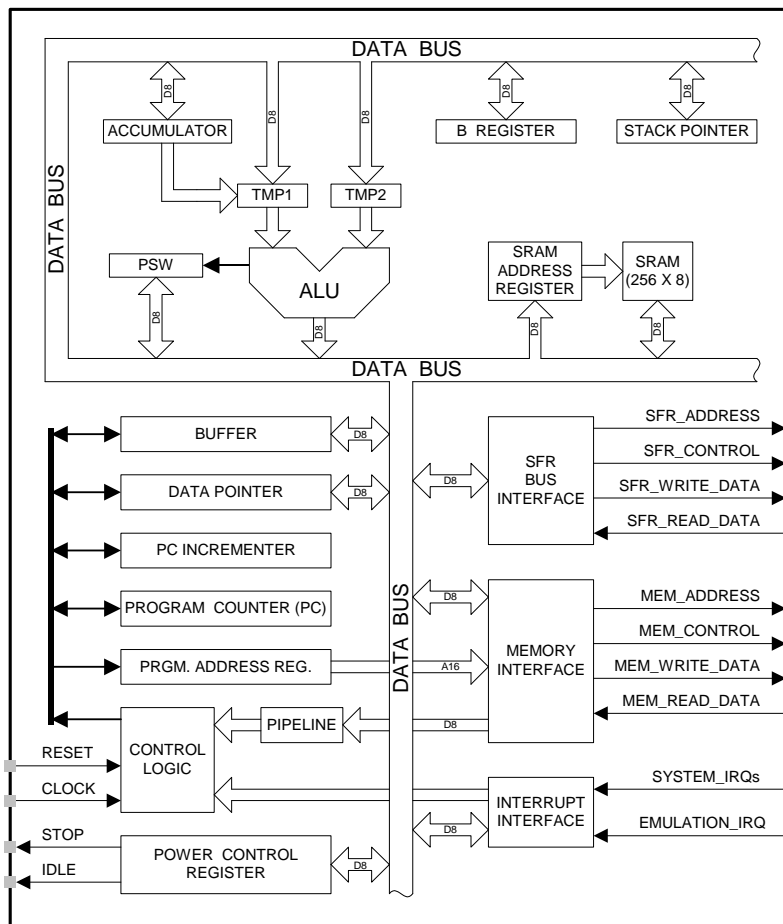 DATA BUS
D8
D8
D8
D8
D8
ACCUMULATOR
B REGISTER
STACK POINTER
DATA BUS
TMP1
TMP2
PSW
ALU
SRAM
ADDRESS
REGISTER
SRAM
(256 X 8)
D8
D8
D8
D8
DATA BUS
BUFFER
D8
DATA POINTER
D8
PC INCREMENTER
PROGRAM COUNTER (PC)
PRGM. ADDRESS REG.
A16
DATA BUS
D8
SFR
BUS
INTERFACE
SFR_ADDRESS
SFR_CONTROL
SFR_WRITE_DATA
SFR_READ_DATA
D8
MEMORY
INTERFACE
MEM_ADDRESS
MEM_CONTROL
MEM_WRITE_DATA
MEM_READ_DATA
CONTROL
LOGIC
PIPELINE
D8
RESET
CLOCK
INTERRUPT
INTERFACE
SYSTEM_IRQs
EMULATION_IRQ
D8
STOP
IDLE
POWER CONTROL
REGISTER
D8